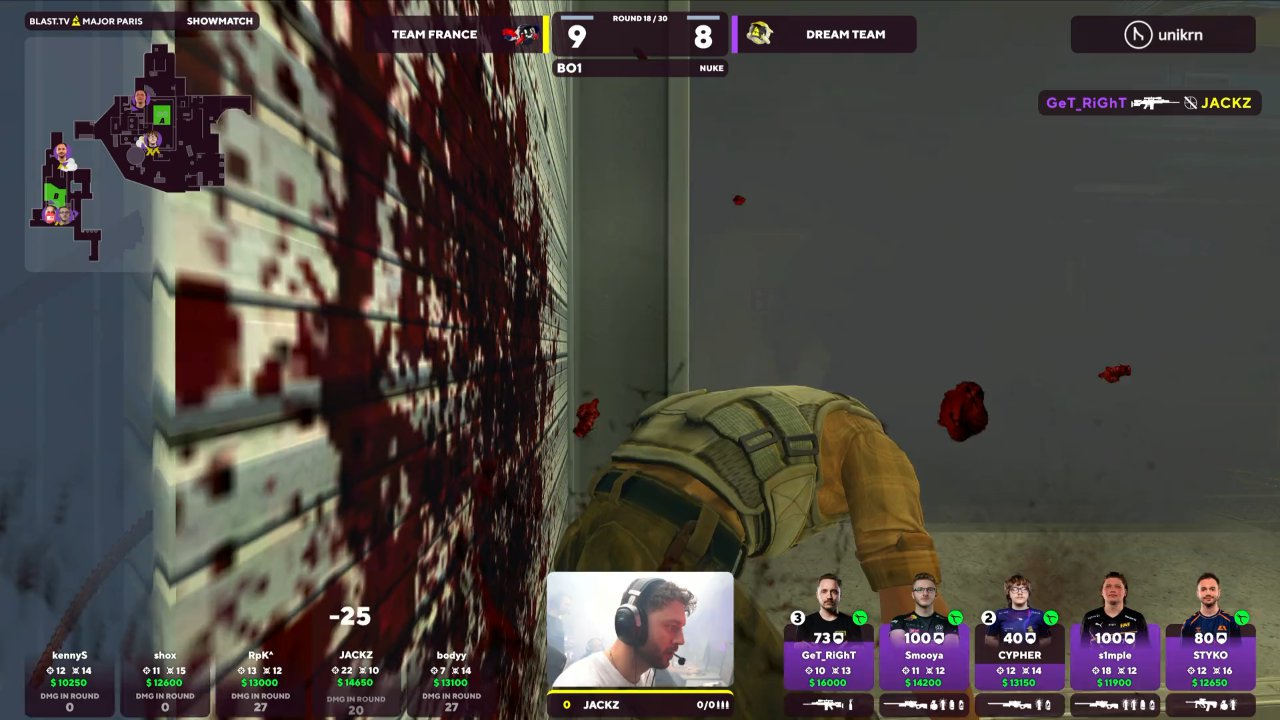 BLAST.TV MAJOR PARIS SHOWMATCH
TEAM FRANCE
9
ROUND 18 / 30
8
DREAM TEAM
BO1 NUKE
unikrn
GeT_RiGhT JACKZ
A
B
-25
kennyS
12 14
$10250
DMG IN ROUND
0
shox
11 15
$12600
DMG IN ROUND
0
RpK^
13 12
$13000
DMG IN ROUND
27
JACKZ
22 10
$14650
DMG IN ROUND
20
bodyy
7 14
$13100
DMG IN ROUND
27
0 JACKZ 0/0
3
73
GeT_RiGhT
10 13
$16000
100
Smooya
11 12
$14200
2
40
CYPHER
12 14
$13150
100
s1mple
18 12
$11900
80
STYKO
12 16
$12650